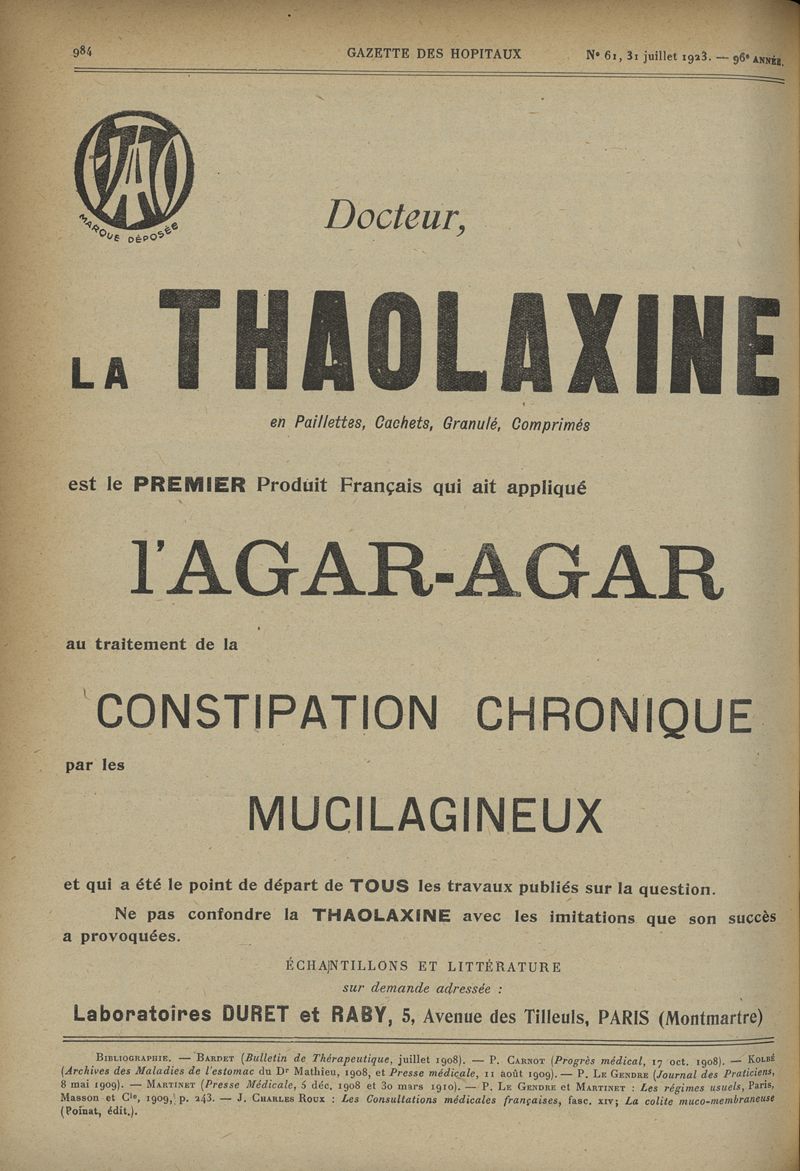 984 GAZETTE DES HOPITAUX N° 61, 31 juillet 1923. — 96e ANNÉE.
MARQUE DÉPOSÉE
Docteur,
LA THAOLAXINE
en Paillettes, Cachets, Granulé, Comprimés
est le PREMIER Produit Français qui ait appliqué
l'AGAR-AGAR
au traitement de la
CONSTIPATION CHRONIQUE
par les
MUCILAGINEUX
et qui a été le point de départ de TOUS les travaux publiés sur la question.
Ne pas confondre la THAOLAXINE avec les imitations que son succès
a provoquées.
ÉCHANTILLONS ET LITTÉRATURE
sur demande adressée :
Laboratoires DURET et RABY, 5, Avenue des Tilleuls, PARIS (Montmartre)
BIBLIOGRAPHIE. — BARDET (Bulletin de Thérapeutique, juillet 1908). — P. CARNOT (Progrès médical, 17 oct. 1908). — KOLBÉ
(Archives des Maladies de l'estomac du Dr Mathieu, 1908, et Presse médicale, 11 août 1909). — P. LE GENDRE (Journal des Praticiens,
8 mai 1909). — MARTINET (Presse Médicale, 5 déc. 1908 et 30 mars 1910). — P. LE GENDRE et MARTINET : Les régimes usuels, Paris,
Masson et Cie, 1909, p. 243. — J. CHARLES ROUX : Les Consultations médicales françaises, fasc. XIV; La colite muco-membraneuse
(Poinat, édit.).